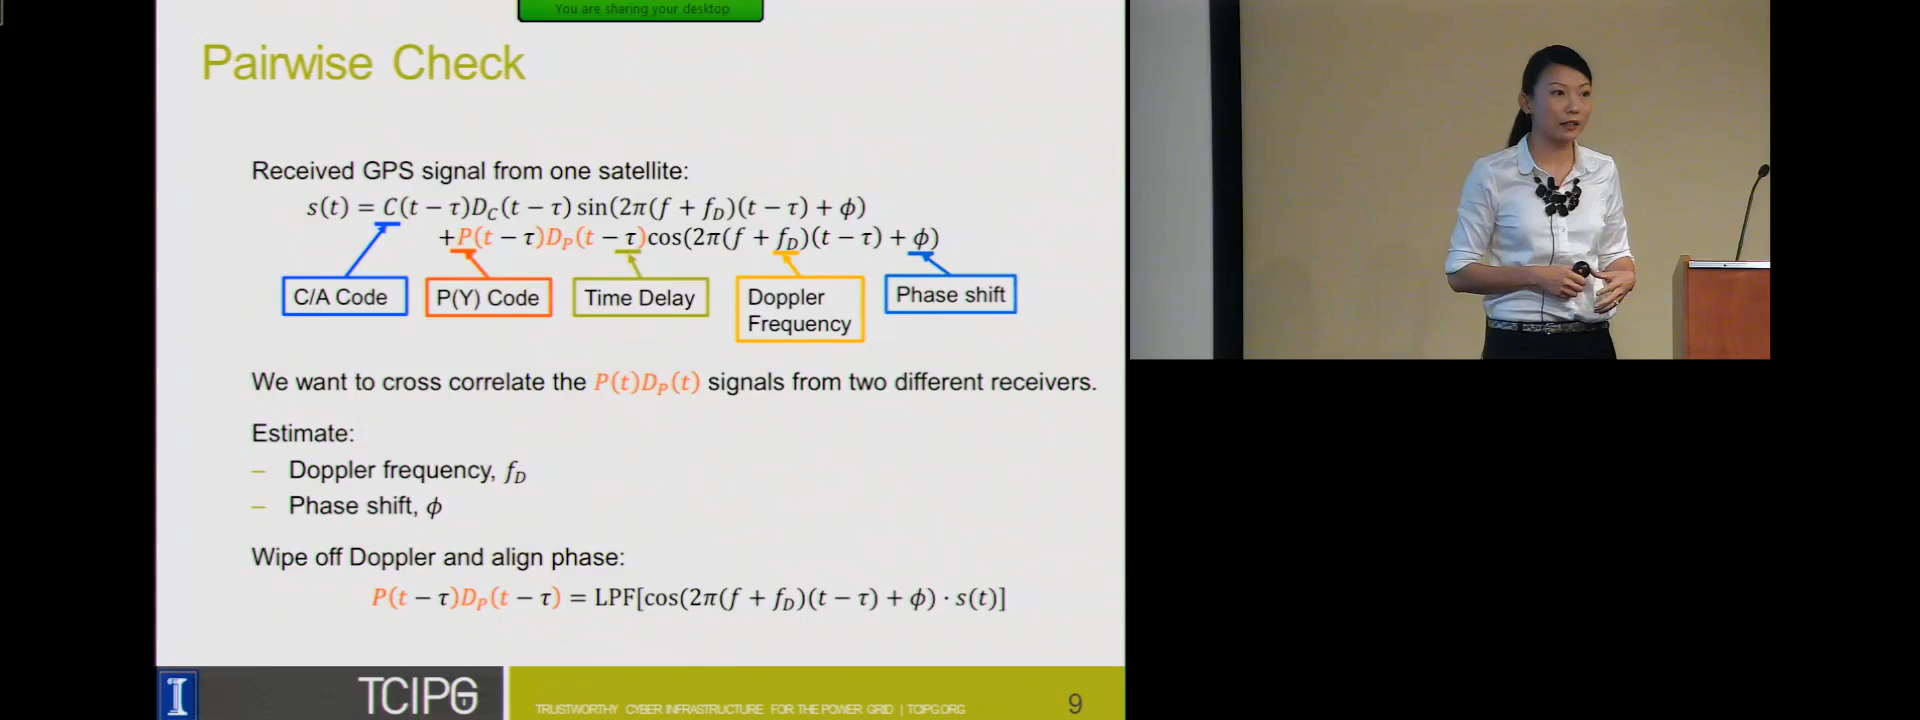 You are sharing your desktop
Pairwise Check
Received GPS signal from one satellite:
s(t) = C(t − τ)D_C(t − τ) sin(2π(f + f_D)(t − τ) + ϕ)
+P(t − τ)D_P(t − τ)cos(2π(f + f_D)(t − τ) + ϕ)
C/A Code
P(Y) Code
Time Delay
Doppler
Frequency
Phase shift
We want to cross correlate the P(t)D_P(t) signals from two different receivers.
Estimate:
– Doppler frequency, f_D
– Phase shift, ϕ
Wipe off Doppler and align phase:
P(t − τ)D_P(t − τ) = LPF[cos(2π(f + f_D)(t − τ) + ϕ) · s(t)]
I
TCIPG
TRUSTWORTHY CYBER INFRASTRUCTURE FOR THE POWER GRID | TCIPG.ORG
9